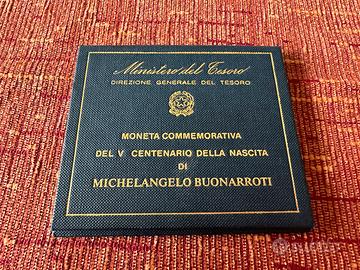 Ministero del Tesoro
DIREZIONE GENERALE DEL TESORO
MONETA COMMEMORATIVA
DEL V CENTENARIO DELLA NASCITA
DI
MICHELANGELO BUONARROTI